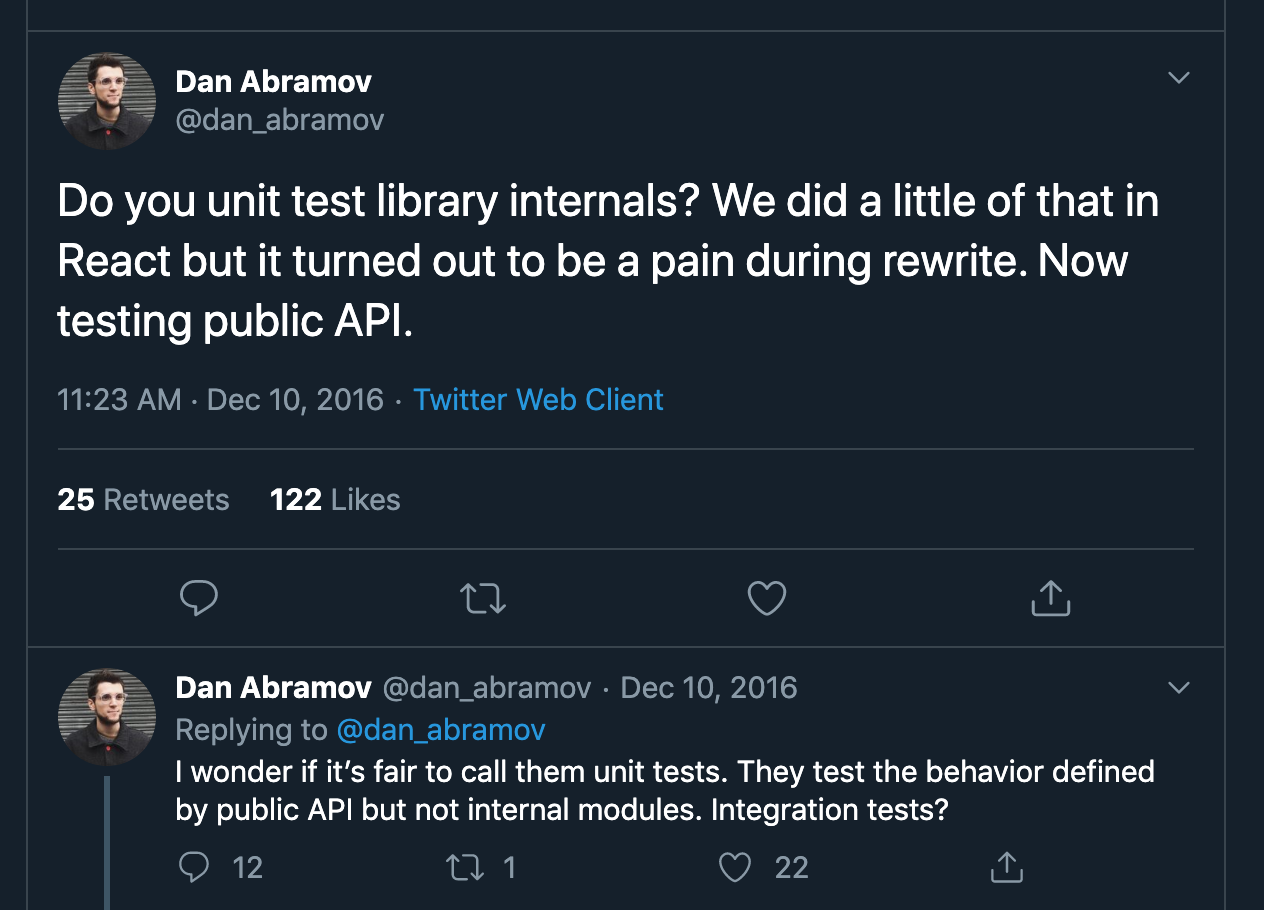 Dan Abramov
@dan_abramov
Do you unit test library internals? We did a little of that in
React but it turned out to be a pain during rewrite. Now
testing public API.
11:23 AM · Dec 10, 2016 · Twitter Web Client
25 Retweets 122 Likes
Dan Abramov @dan_abramov · Dec 10, 2016
Replying to @dan_abramov
I wonder if it’s fair to call them unit tests. They test the behavior defined
by public API but not internal modules. Integration tests?
12 1 22